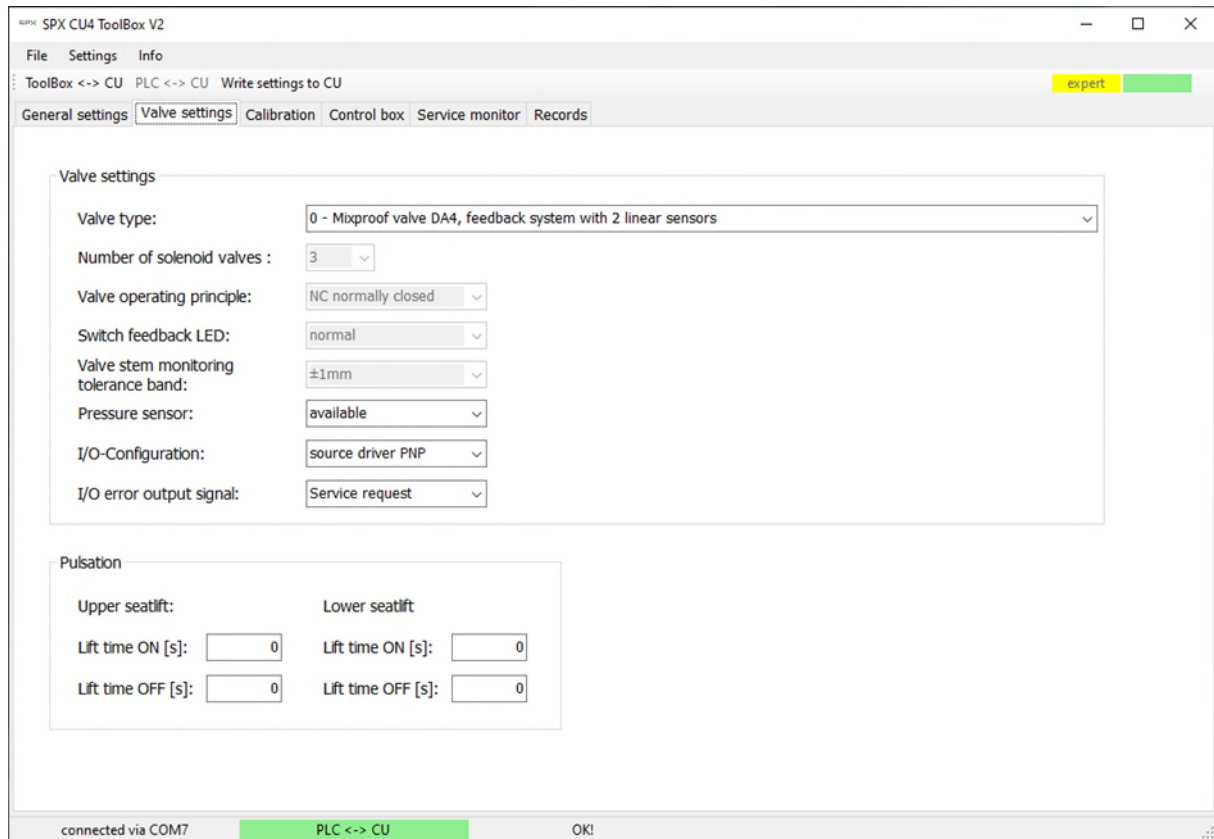 SPX SPX CU4 ToolBox V2
File Settings Info
ToolBox <-> CU PLC <-> CU Write settings to CU expert
General settings Valve settings Calibration Control box Service monitor Records
Valve settings
Valve type: 0 - Mixproof valve DA4, feedback system with 2 linear sensors
Number of solenoid valves : 3
Valve operating principle: NC normally closed
Switch feedback LED: normal
Valve stem monitoring
tolerance band: ±1mm
Pressure sensor: available
I/O-Configuration: source driver PNP
I/O error output signal: Service request
Pulsation
Upper seatlift: Lower seatlift
Lift time ON [s]: 0 Lift time ON [s]: 0
Lift time OFF [s]: 0 Lift time OFF [s]: 0
connected via COM7 PLC <-> CU OK!